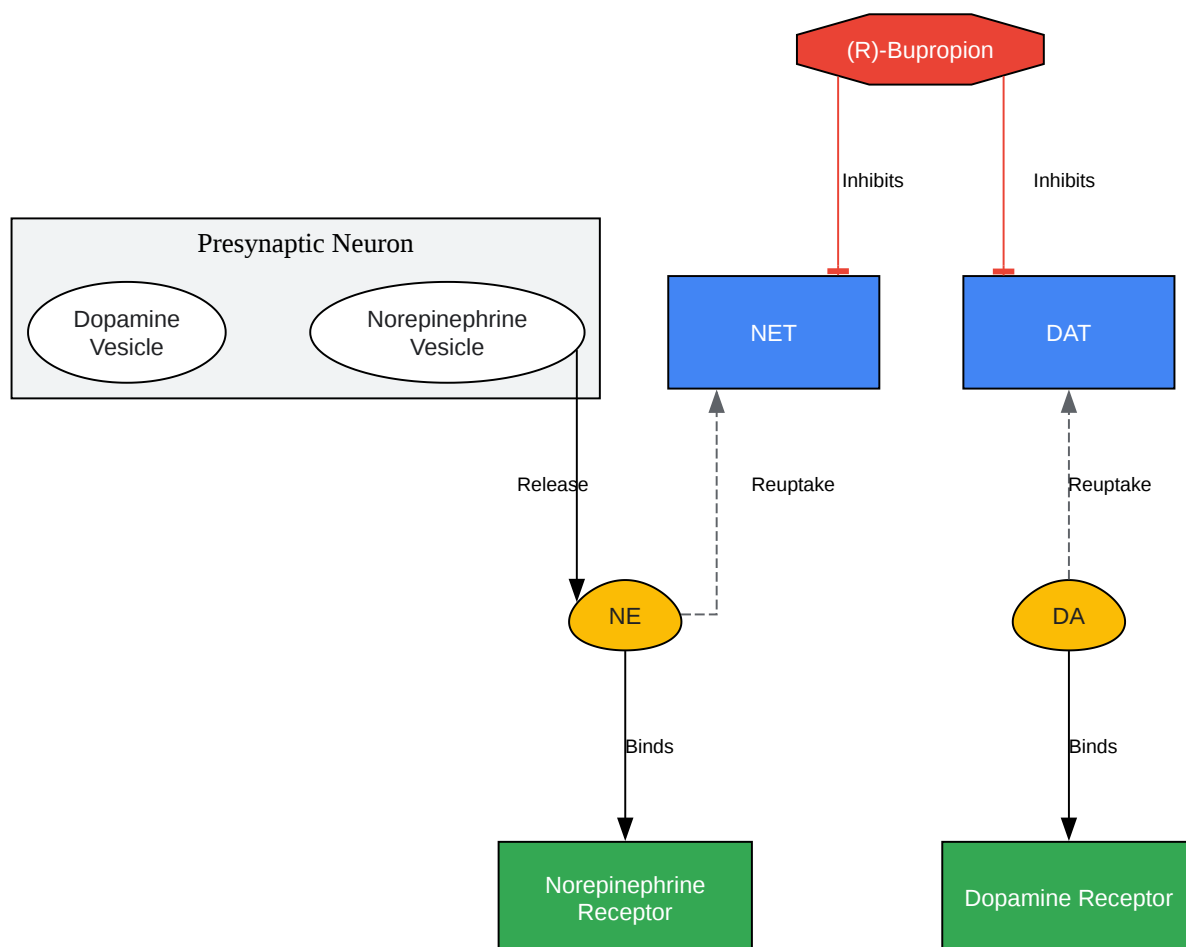 (R)-Bupropion
Inhibits
Inhibits
Presynaptic Neuron
Dopamine
Vesicle
Norepinephrine
Vesicle
NET
DAT
Release
Reuptake
Reuptake
NE
DA
Binds
Binds
Norepinephrine
Receptor
Dopamine Receptor